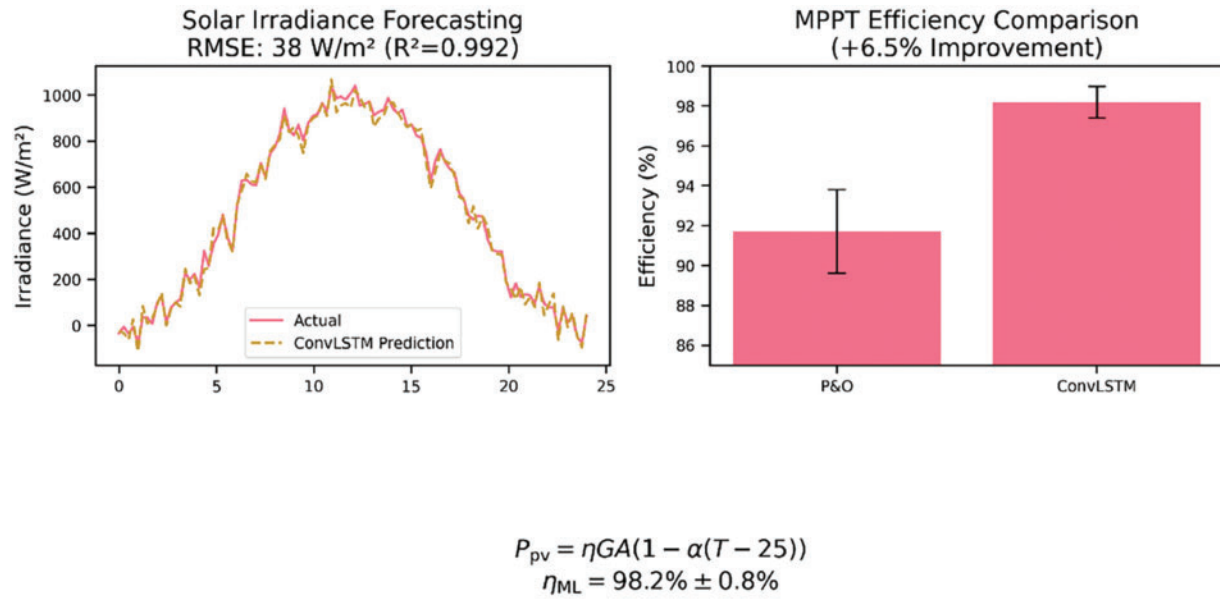 Solar Irradiance Forecasting
RMSE: 38 W/m² (R²=0.992)
Irradiance (W/m²)
1000
800
600
400
200
0
Actual
ConvLSTM Prediction
0 5 10 15 20 25
MPPT Efficiency Comparison
(+6.5% Improvement)
Efficiency (%)
100
98
96
94
92
90
88
86
P&O ConvLSTM
P_pv = ηGA(1 − α(T − 25))
η_ML = 98.2% ± 0.8%